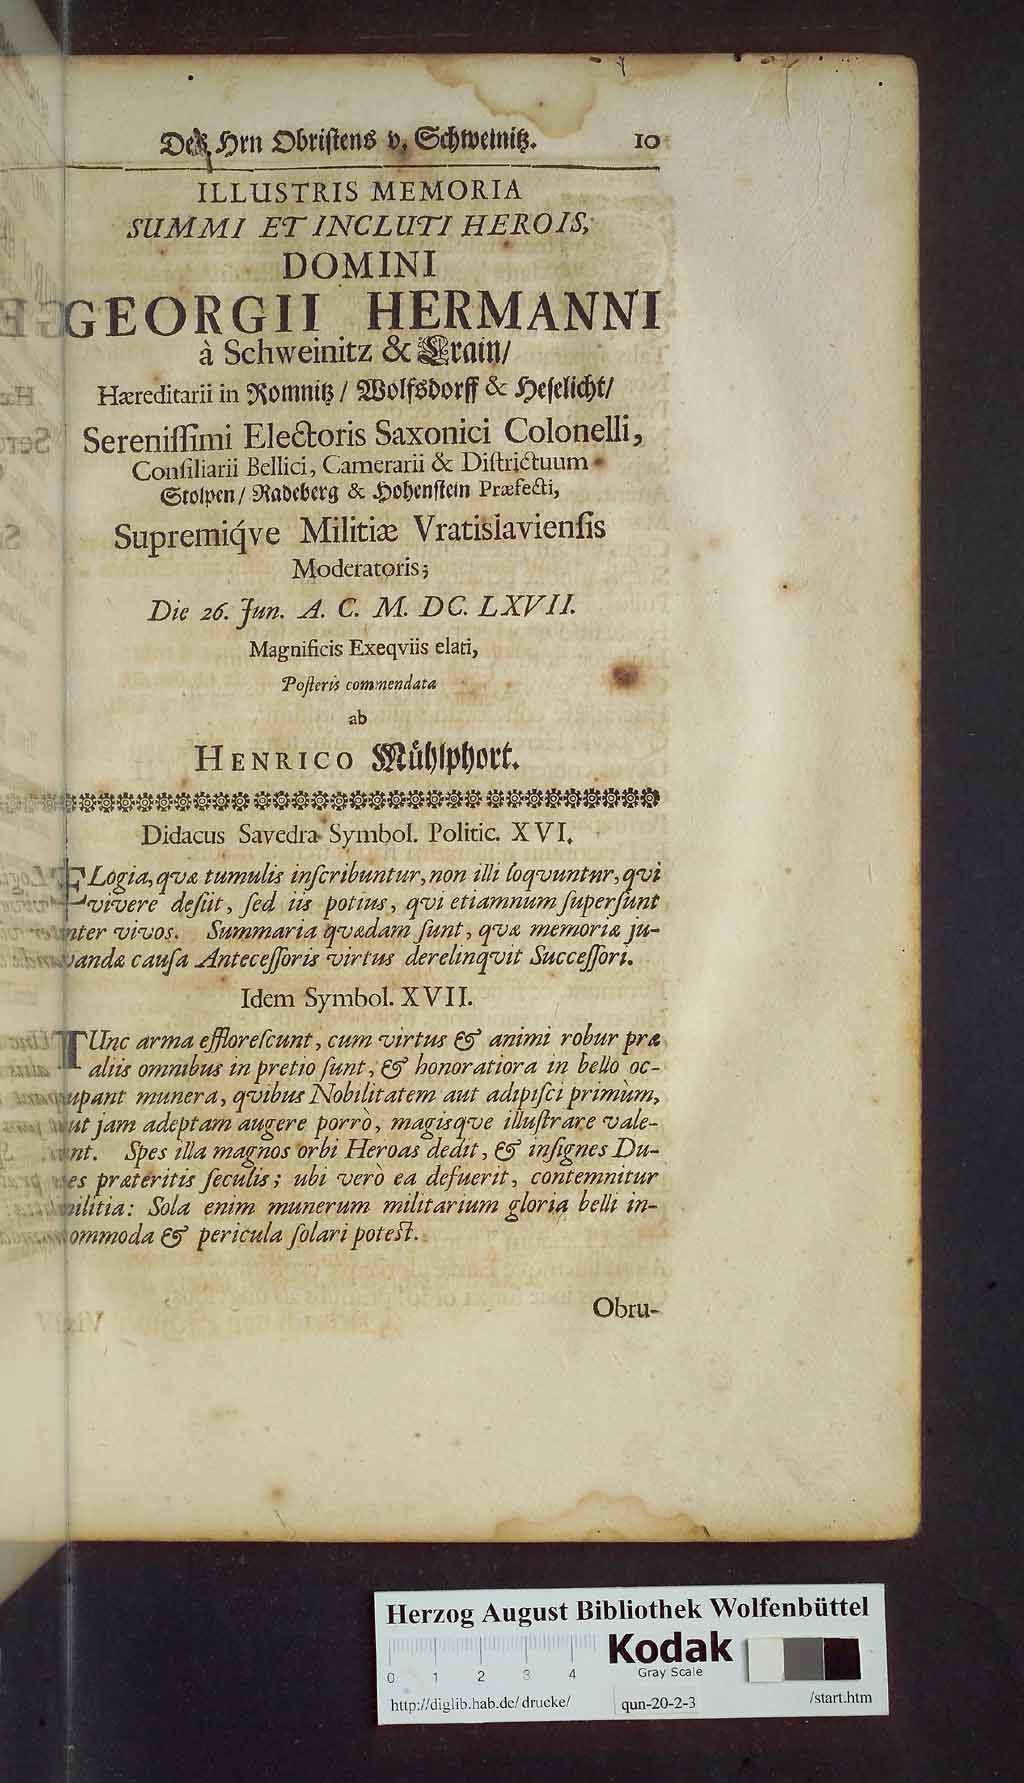 Deß Hrn Obriſtens v. Schweinitz. 10
ILLUSTRIS MEMORIA
SUMMI ET INCLUTI HEROIS,
DOMINI
GEORGII HERMANNI
à Schweinitz & Crain/
Hæreditarii in Romnitz/ Wolfsdorff & Heſelicht/
Sereniſſimi Electoris Saxonici Colonelli,
Conſiliarii Bellici, Camerarii & Diſtrictuum
Stolpen/ Radeberg & Hohenſtein Præfecti,
Supremiq́ve Militiæ Vratislavienſis
Moderatoris;
Die 26. Jun. A. C. M. DC. LXVII.
Magnificis Exeqviis elati,
Poſteris commendata
ab
HENRICO Mühlphort.
Didacus Savedra Symbol. Politic. XVI.
ELogia, qvæ tumulis inſcribuntur, non illi loqvuntur, qvi
vivere deſiit, ſed iis potius, qvi etiamnum ſuperſunt
inter vivos. Summaria qvædam ſunt, qvæ memoriæ ju-
vandæ cauſa Anteceſſoris virtus derelinqvit Succeſſori.
Idem Symbol. XVII.
TUnc arma effloreſcunt, cum virtus & animi robur præ
aliis omnibus in pretio ſunt, & honoratiora in bello oc-
cupant munera, qvibus Nobilitatem aut adipiſci primùm,
aut jam adeptam augere porrò, magisqve illuſtrare vale-
ant. Spes illa magnos orbi Heroas dedit, & inſignes Du-
ces præteritis ſeculis; ubi verò ea defuerit, contemnitur
militia: Sola enim munerum militarium gloria belli in-
commoda & pericula ſolari poteſt.
Obru-
Herzog August Bibliothek Wolfenbüttel
Kodak
Gray Scale
0 1 2 3 4
http://diglib.hab.de/drucke/ qun-20-2-3 /start.htm